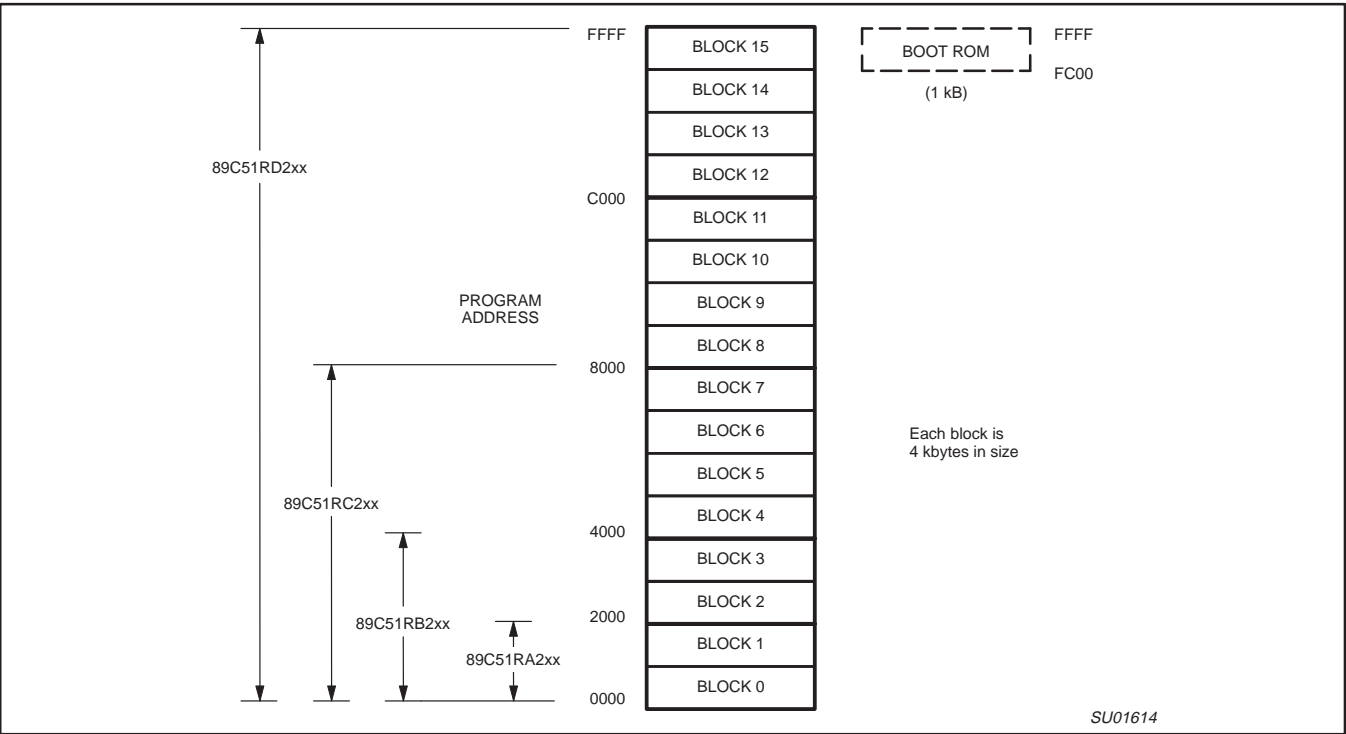 FFFF
BLOCK 15
BOOT ROM
FFFF
FC00
(1 kB)
BLOCK 14
BLOCK 13
89C51RD2xx
BLOCK 12
C000
BLOCK 11
BLOCK 10
PROGRAM
ADDRESS
BLOCK 9
BLOCK 8
8000
BLOCK 7
BLOCK 6
Each block is
4 kbytes in size
BLOCK 5
89C51RC2xx
BLOCK 4
4000
BLOCK 3
BLOCK 2
2000
89C51RB2xx
BLOCK 1
89C51RA2xx
BLOCK 0
0000
SU01614